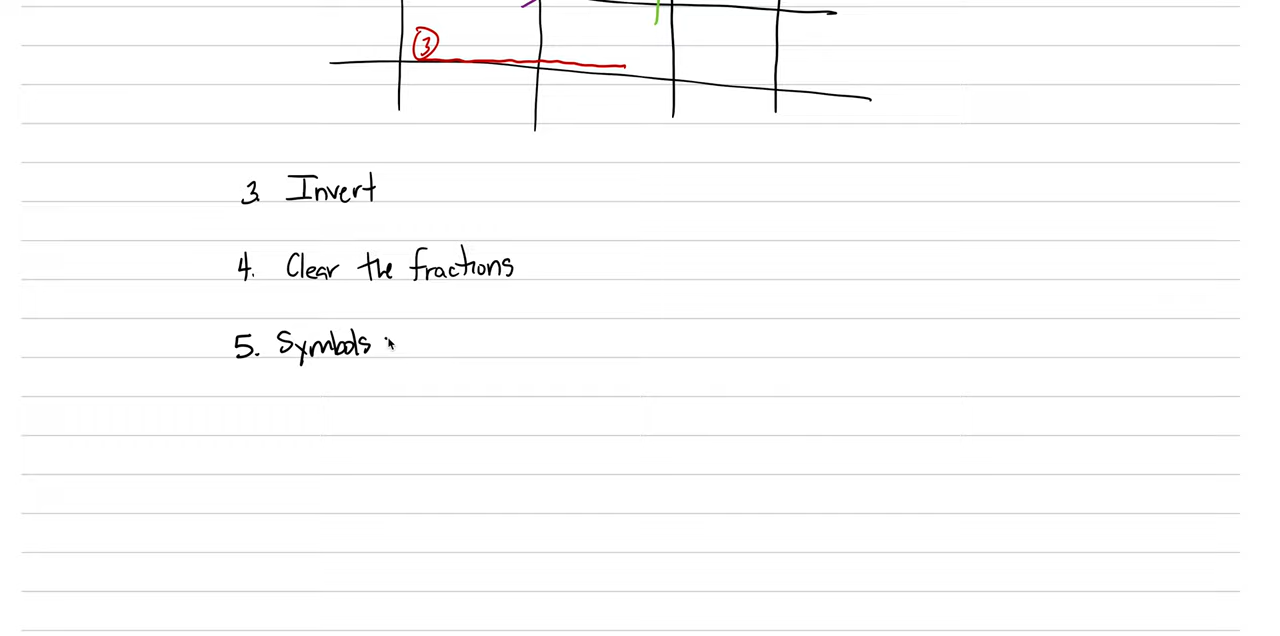 3
3. Invert
4. Clear the fractions
5. Symbols